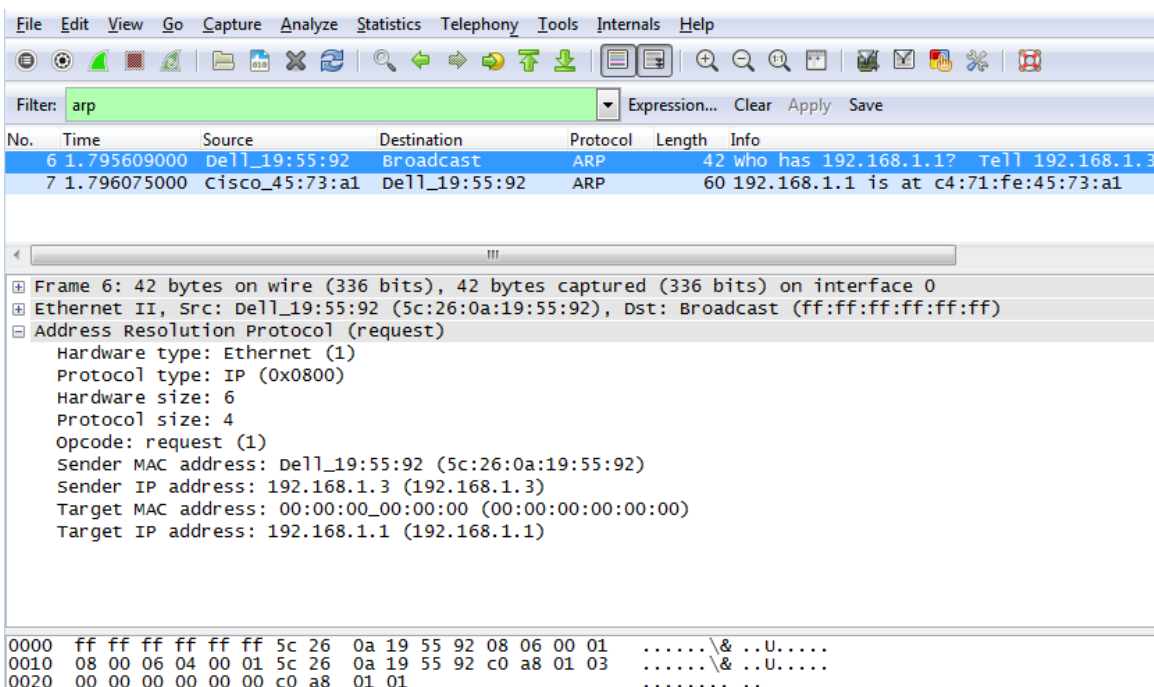 File Edit View Go Capture Analyze Statistics Telephony Tools Internals Help
Filter: arp Expression... Clear Apply Save
No. Time Source Destination Protocol Length Info
6 1.795609000 Dell_19:55:92 Broadcast ARP 42 Who has 192.168.1.1? Tell 192.168.1.3
7 1.796075000 Cisco_45:73:a1 Dell_19:55:92 ARP 60 192.168.1.1 is at c4:71:fe:45:73:a1
Frame 6: 42 bytes on wire (336 bits), 42 bytes captured (336 bits) on interface 0
Ethernet II, Src: Dell_19:55:92 (5c:26:0a:19:55:92), Dst: Broadcast (ff:ff:ff:ff:ff:ff)
Address Resolution Protocol (request)
Hardware type: Ethernet (1)
Protocol type: IP (0x0800)
Hardware size: 6
Protocol size: 4
Opcode: request (1)
Sender MAC address: Dell_19:55:92 (5c:26:0a:19:55:92)
Sender IP address: 192.168.1.3 (192.168.1.3)
Target MAC address: 00:00:00_00:00:00 (00:00:00:00:00:00)
Target IP address: 192.168.1.1 (192.168.1.1)
0000 ff ff ff ff ff ff 5c 26 0a 19 55 92 08 06 00 01 ......\& ..U.....
0010 08 00 06 04 00 01 5c 26 0a 19 55 92 c0 a8 01 03 ......\& ..U.....
0020 00 00 00 00 00 00 c0 a8 01 01 ........ ..